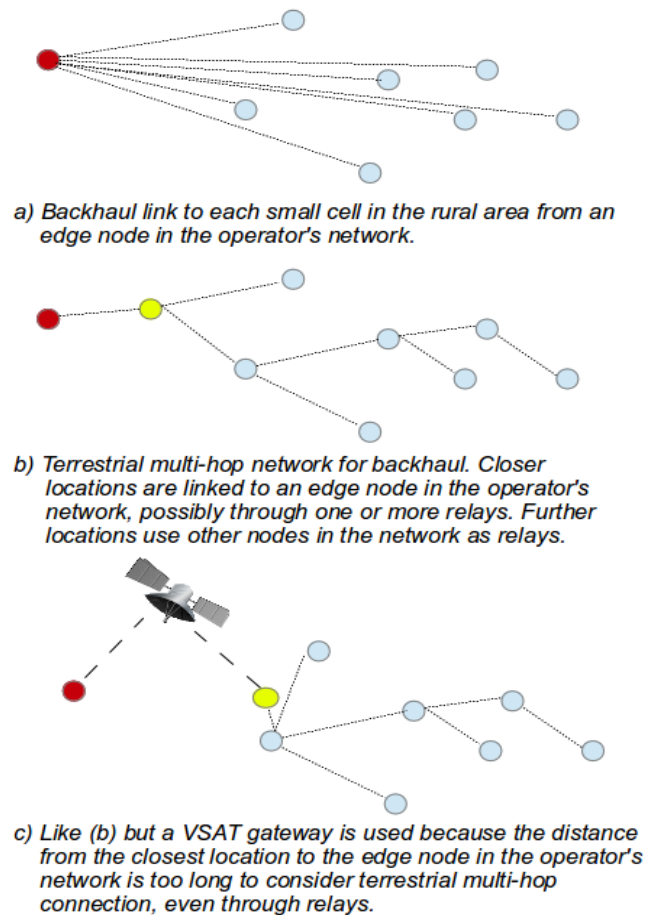 a) Backhaul link to each small cell in the rural area from an
edge node in the operator's network.
b) Terrestrial multi-hop network for backhaul. Closer
locations are linked to an edge node in the operator's
network, possibly through one or more relays. Further
locations use other nodes in the network as relays.
c) Like (b) but a VSAT gateway is used because the distance
from the closest location to the edge node in the operator's
network is too long to consider terrestrial multi-hop
connection, even through relays.